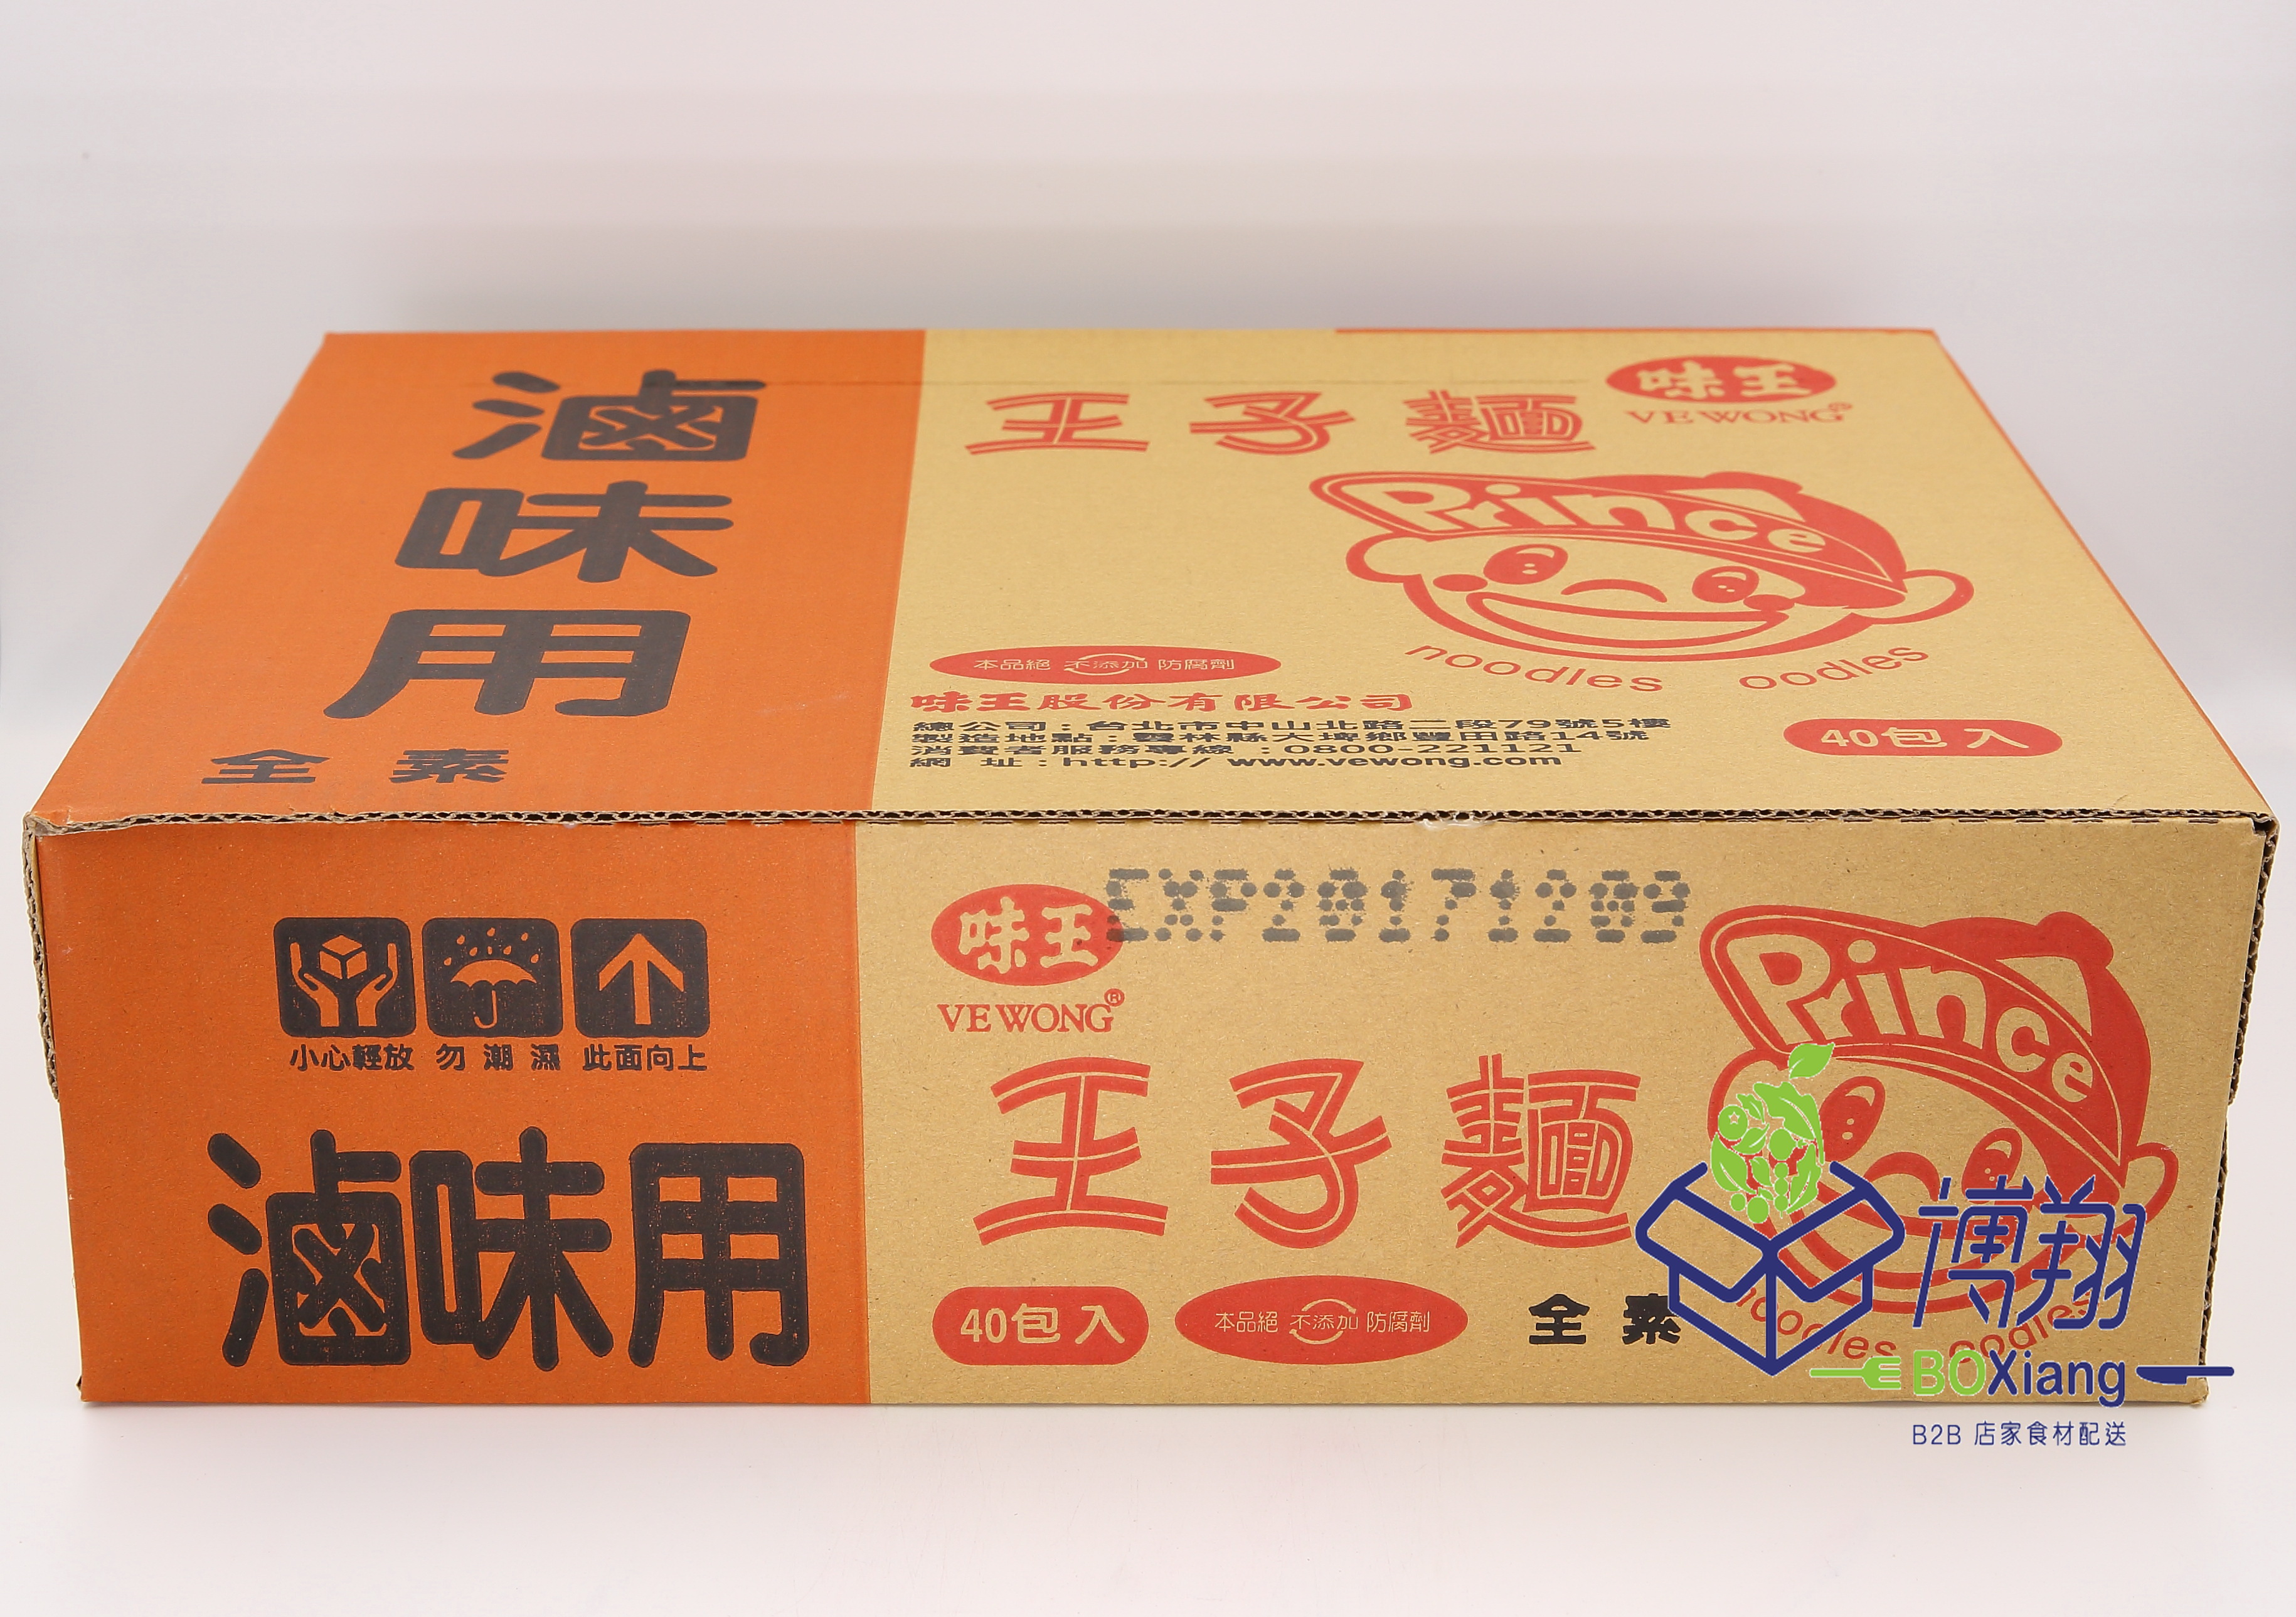 滷味用
全素
王子麵
味王
VE WONG®
Prince
noodles oodles
本品絕不添加防腐劑
味王股份有限公司
總公司：台北市中山北路二段79號5樓
製造地點：雲林縣大埤鄉豐田路14號
消費者服務專線：0800-221121
網 址：http://www.vewong.com
40包入
小心輕放 勿潮濕 此面向上
滷味用
味王
VE WONG®
EXP20171209
Prince
王子麵
noodles oodles
40包入
本品絕不添加防腐劑
全素
博翔
BOXiang
B2B 店家食材配送